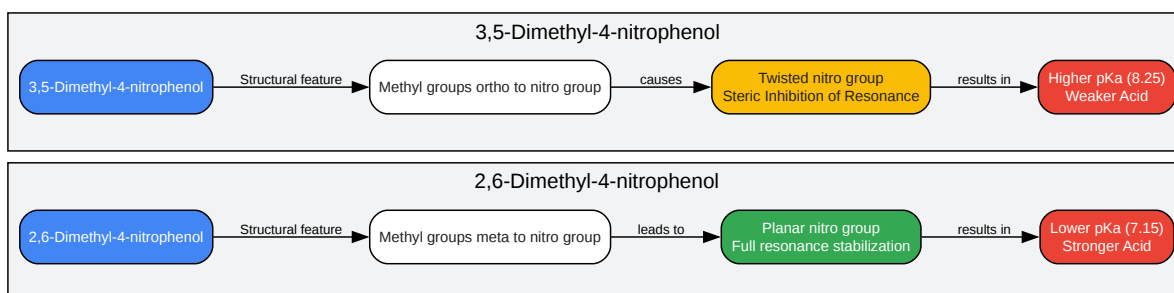 3,5-Dimethyl-4-nitrophenol
3,5-Dimethyl-4-nitrophenol
Structural feature
Methyl groups ortho to nitro group
causes
Twisted nitro group
Steric Inhibition of Resonance
results in
Higher pKa (8.25)
Weaker Acid
2,6-Dimethyl-4-nitrophenol
2,6-Dimethyl-4-nitrophenol
Structural feature
Methyl groups meta to nitro group
leads to
Planar nitro group
Full resonance stabilization
results in
Lower pKa (7.15)
Stronger Acid